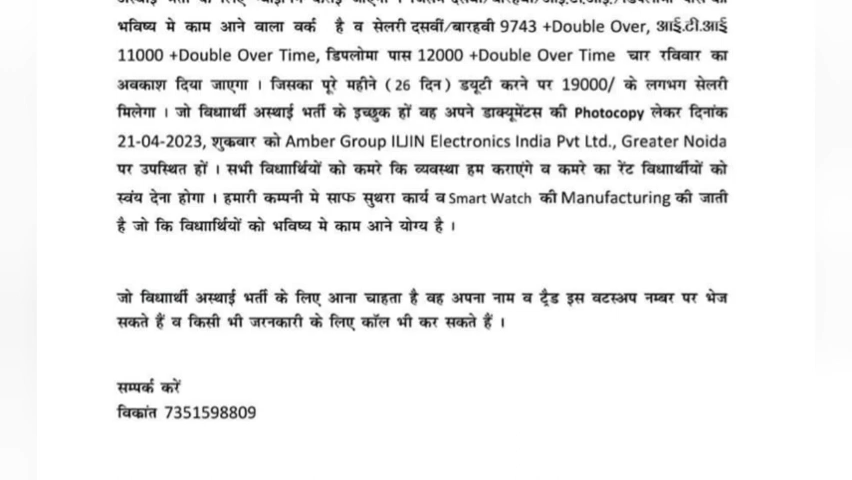 भविष्य मे काम आने वाला वर्क है व सेलरी दसवीं/बारहवी 9743 +Double Over, आई.टी.आई
11000 +Double Over Time, डिपलोमा पास 12000 +Double Over Time चार रविवार का
अवकाश दिया जाएगा । जिसका पूरे महीने ( 26 दिन ) डयूटी करने पर 19000/ के लगभग सेलरी
मिलेगा । जो विधार्थी अस्थाई भर्ती के इच्छुक हों वह अपने डाक्यूमेंटस की Photocopy लेकर दिनांक
21-04-2023, शुकवार को Amber Group ILJIN Electronics India Pvt Ltd., Greater Noida
पर उपस्थित हों । सभी विधार्थियों को कमरे कि व्यवस्था हम कराएंगे व कमरे का रेंट विधार्थीयों को
स्वंय देना होगा । हमारी कम्पनी मे साफ सुथरा कार्य व Smart Watch की Manufacturing की जाती
है जो कि विधार्थियों को भविष्य मे काम आने योग्य है ।
जो विधार्थी अस्थाई भर्ती के लिए आना चाहता है वह अपना नाम व ट्रैड इस वटसअप नम्बर पर भेज
सकते हैं व किसी भी जरनकारी के लिए कॉल भी कर सकते हैं ।
सम्पर्क करें
विकांत 7351598809